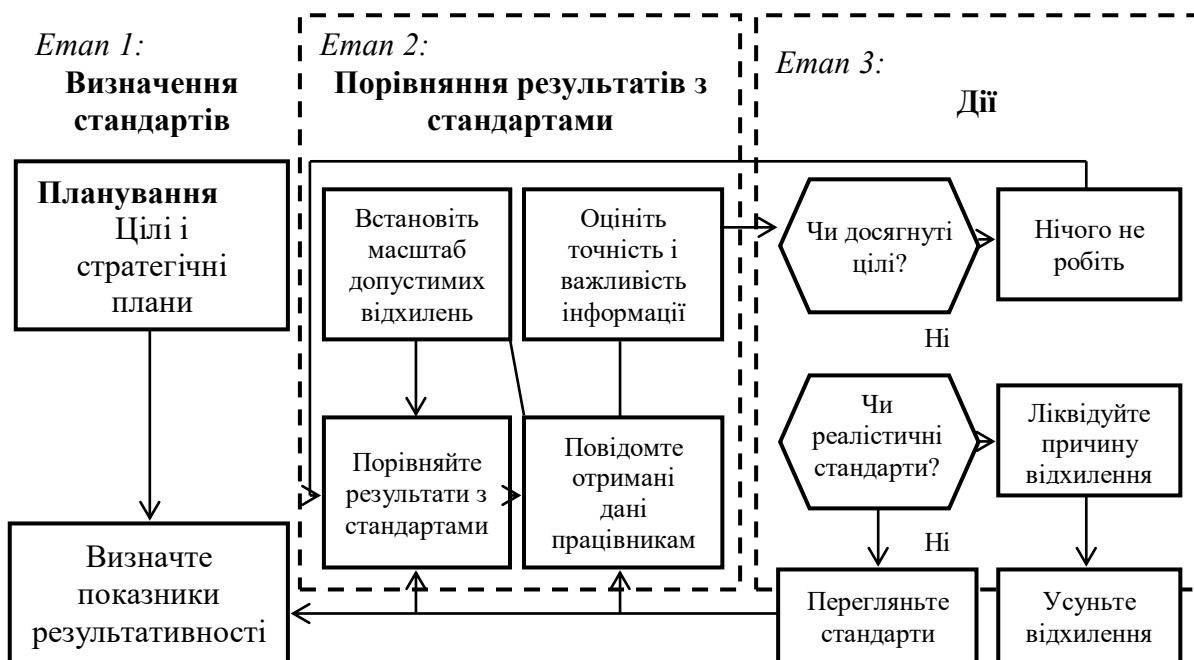 Етап 1:
Визначення
стандартів
Планування
Цілі і
стратегічні
плани
Визначте
показники
результативності
Етап 2:
Порівняння результатів з
стандартами
Встановіть
масштаб
допустимих
відхилень
Оцініть
точність і
важливість
інформації
Порівняйте
результати з
стандартами
Повідомте
отримані
дані
працівникам
Етап 3:
Дії
Чи досягнуті
цілі?
Нічого не
робіть
Ні
Чи
реалістичні
стандарти?
Ліквідуйте
причину
відхилення
Ні
Перегляньте
стандарти
Усуньте
відхилення